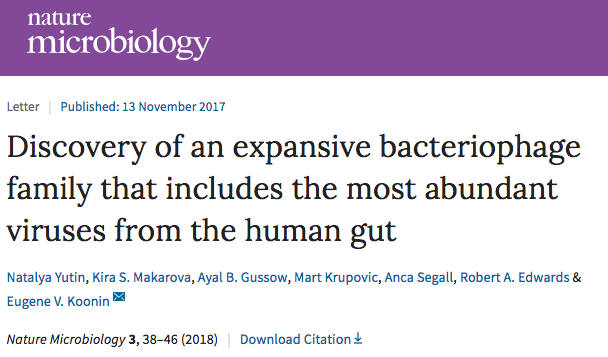 nature
microbiology
Letter | Published: 13 November 2017
Discovery of an expansive bacteriophage
family that includes the most abundant
viruses from the human gut
Natalya Yutin, Kira S. Makarova, Ayal B. Gussow, Mart Krupovic, Anca Segall, Robert A. Edwards &
Eugene V. Koonin
Nature Microbiology 3, 38–46 (2018) | Download Citation